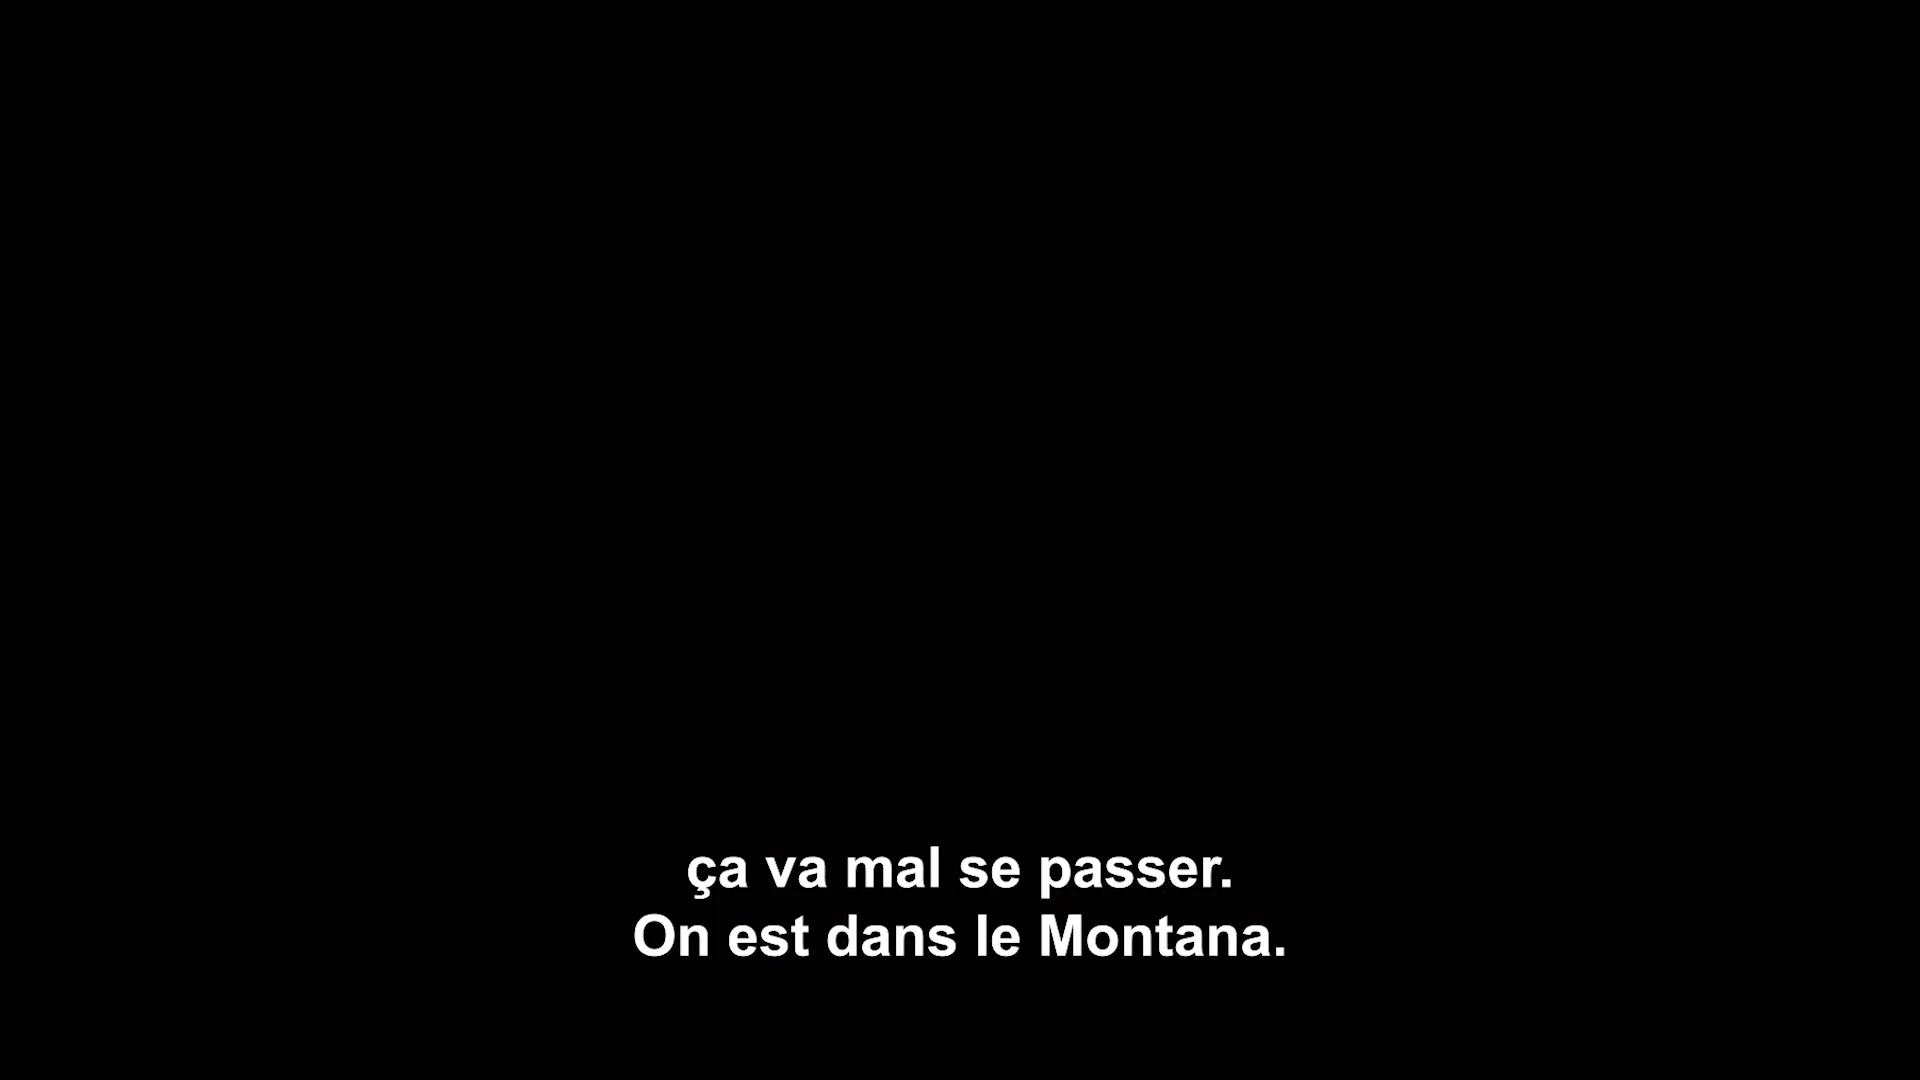 ça va mal se passer.
On est dans le Montana.